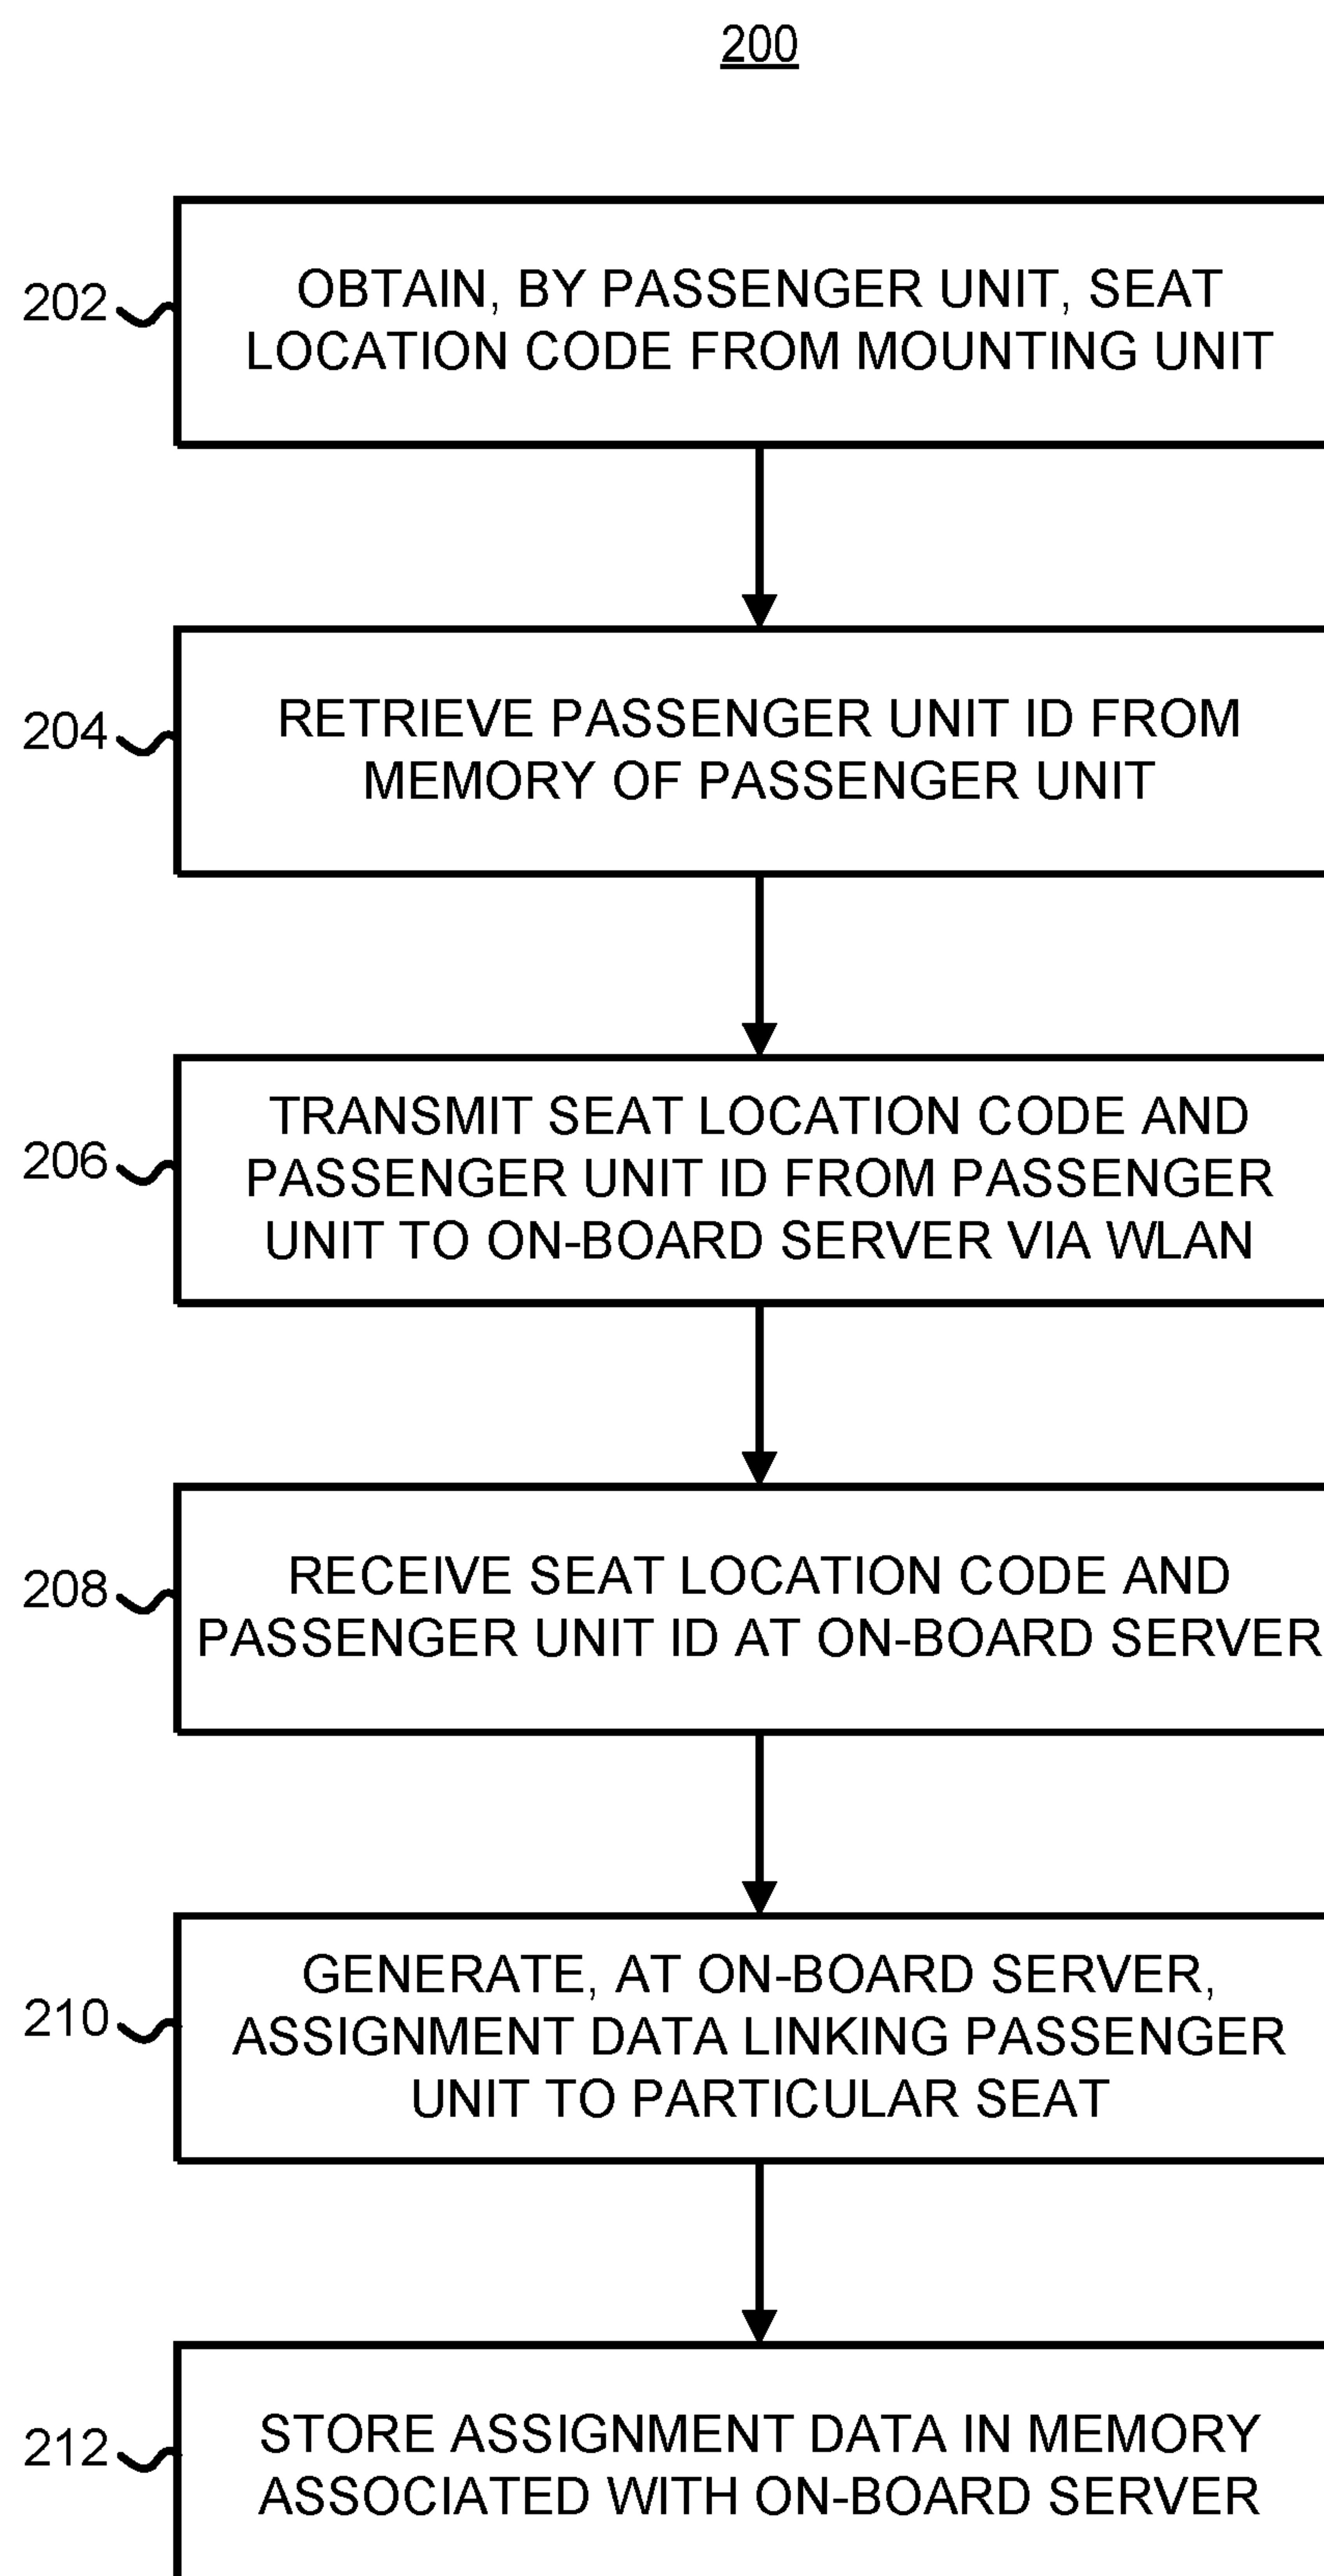 200
202
OBTAIN, BY PASSENGER UNIT, SEAT
LOCATION CODE FROM MOUNTING UNIT
204
RETRIEVE PASSENGER UNIT ID FROM
MEMORY OF PASSENGER UNIT
206
TRANSMIT SEAT LOCATION CODE AND
PASSENGER UNIT ID FROM PASSENGER
UNIT TO ON-BOARD SERVER VIA WLAN
208
RECEIVE SEAT LOCATION CODE AND
PASSENGER UNIT ID AT ON-BOARD SERVER
210
GENERATE, AT ON-BOARD SERVER,
ASSIGNMENT DATA LINKING PASSENGER
UNIT TO PARTICULAR SEAT
212
STORE ASSIGNMENT DATA IN MEMORY
ASSOCIATED WITH ON-BOARD SERVER